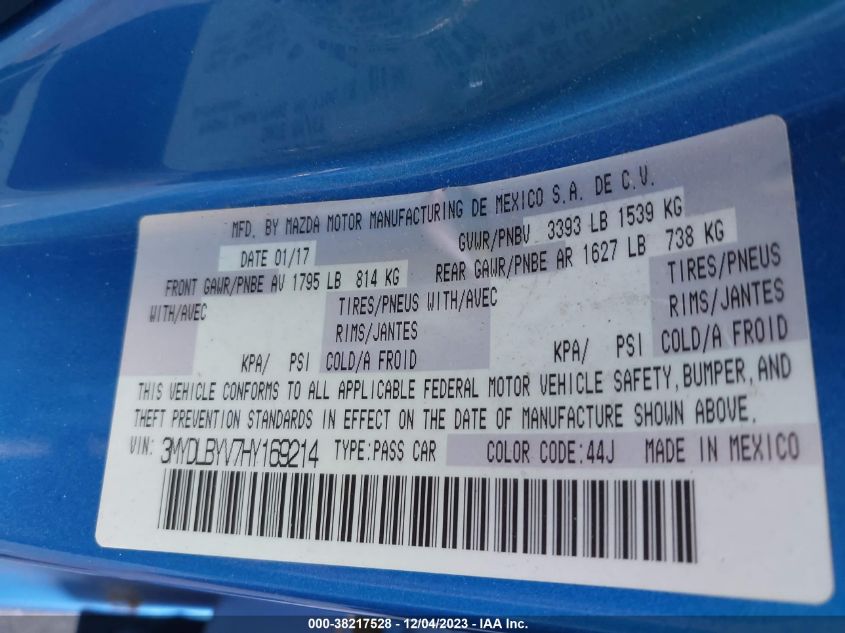 MFD. BY MAZDA MOTOR MANUFACTURING DE MEXICO S.A. DE C.V.
DATE 01/17 GVWR/PNBV 3393 LB 1539 KG
FRONT GAWR/PNBE AV 1795 LB 814 KG REAR GAWR/PNBE AR 1627 LB 738 KG
WITH/AVEC TIRES/PNEUS WITH/AVEC TIRES/PNEUS
RIMS/JANTES RIMS/JANTES
KPA/ PSI COLD/A FROID KPA/ PSI COLD/A FROID
THIS VEHICLE CONFORMS TO ALL APPLICABLE FEDERAL MOTOR VEHICLE SAFETY, BUMPER, AND
THEFT PREVENTION STANDARDS IN EFFECT ON THE DATE OF MANUFACTURE SHOWN ABOVE.
VIN: 3MYDLBYV7HY169214 TYPE:PASS CAR COLOR CODE:44J MADE IN MEXICO
000-38217528 - 12/04/2023 - IAA Inc.